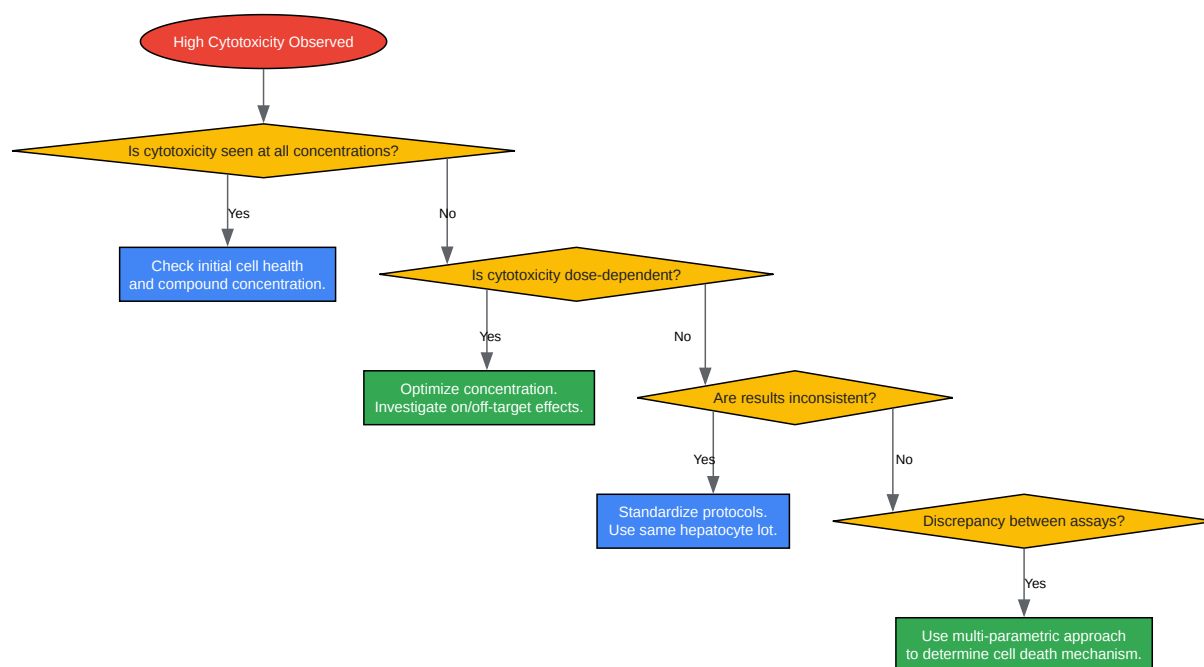 High Cytotoxicity Observed
Is cytotoxicity seen at all concentrations?
Yes
No
Check initial cell health
and compound concentration.
Is cytotoxicity dose-dependent?
Yes
No
Optimize concentration.
Investigate on/off-target effects.
Are results inconsistent?
Yes
No
Standardize protocols.
Use same hepatocyte lot.
Discrepancy between assays?
Yes
Use multi-parametric approach
to determine cell death mechanism.